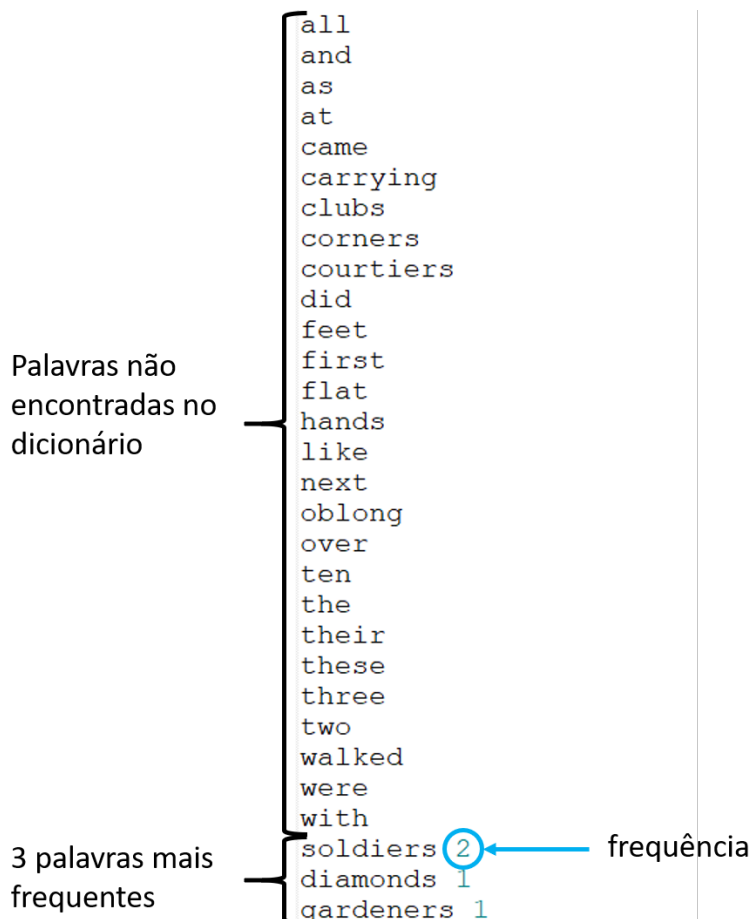 all
and
as
at
came
carrying
clubs
corners
courtiers
did
feet
first
flat
hands
like
next
oblong
over
ten
the
their
these
three
two
walked
were
with
Palavras não
encontradas no
dicionário
soldiers 2
diamonds 1
gardeners 1
3 palavras mais
frequentes
frequência